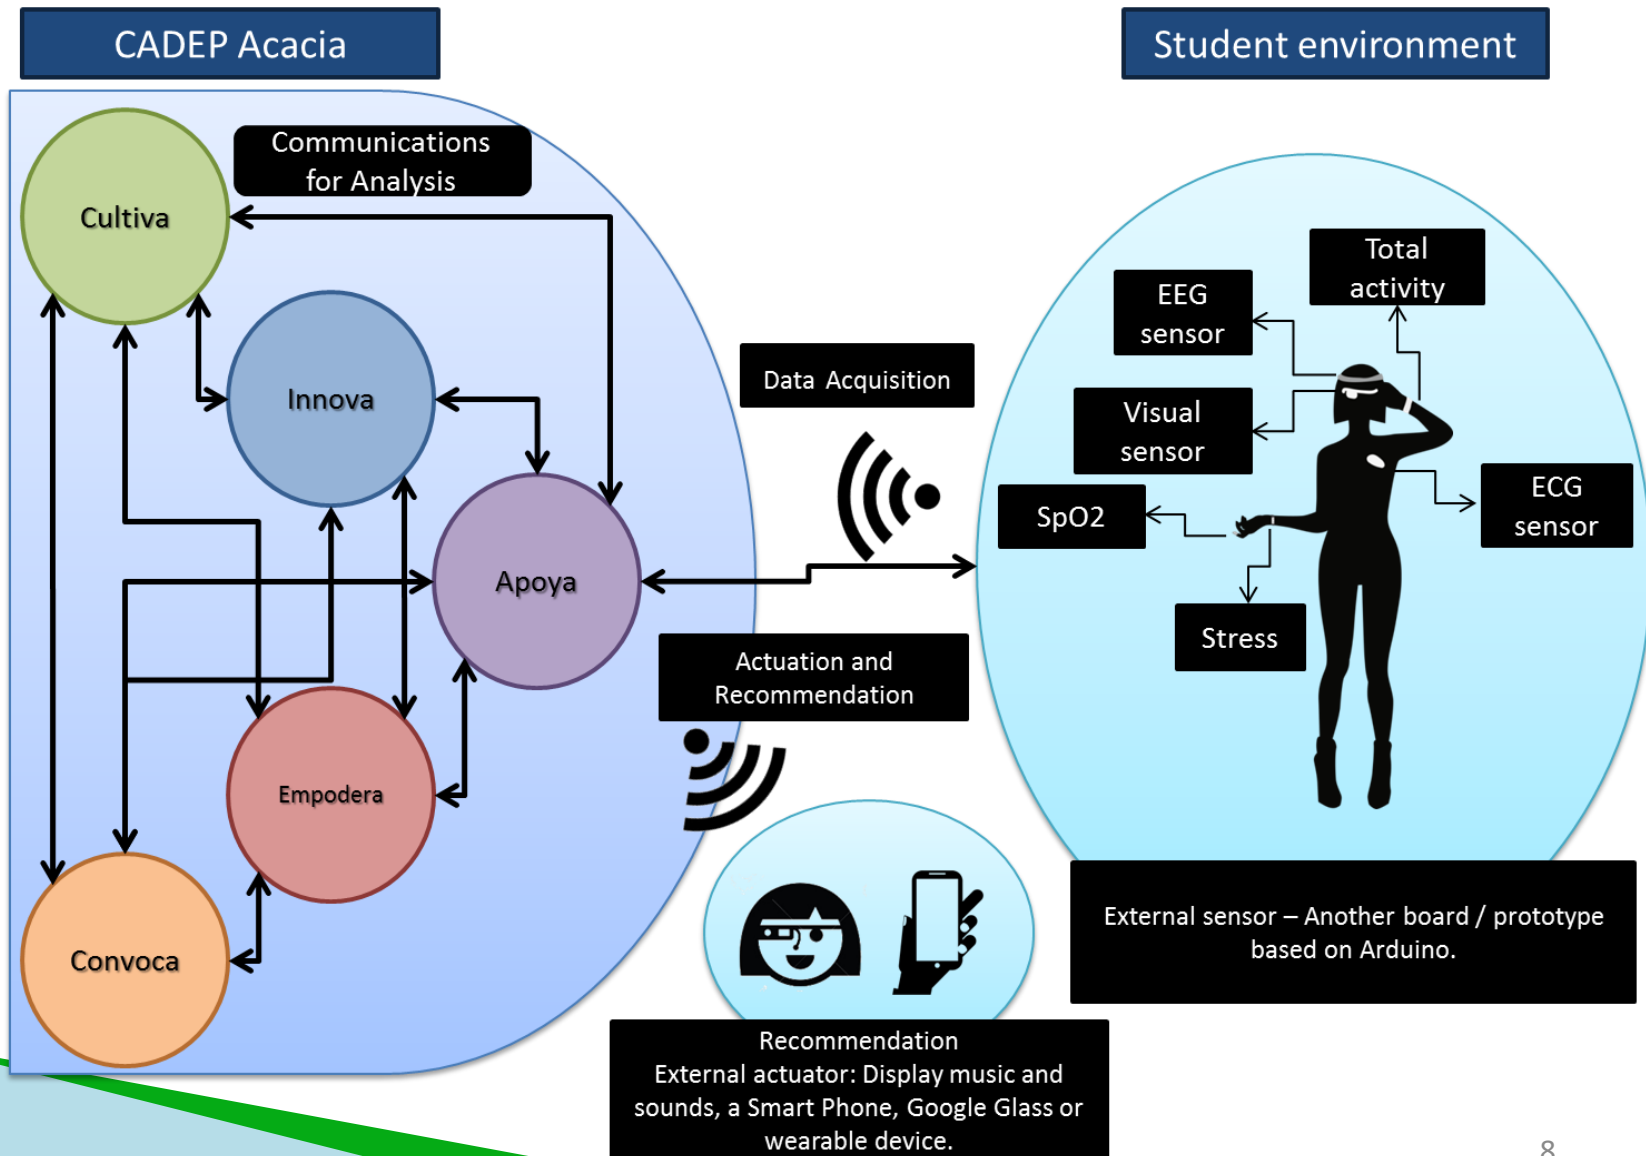 CADEP Acacia
Student environment
Communications
for Analysis
Cultiva
Innova
Apoya
Empodera
Convoca
Data Acquisition
Actuation and
Recommendation
Total
activity
EEG
sensor
Visual
sensor
SpO2
ECG
sensor
Stress
External sensor – Another board / prototype
based on Arduino.
Recommendation
External actuator: Display music and
sounds, a Smart Phone, Google Glass or
wearable device.
8